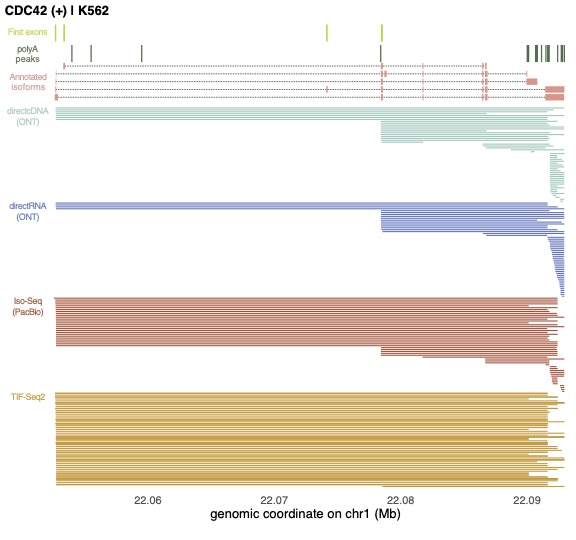 CDC42 (+) I K562
First exons
polyA
peaks
Annotated
isoforms
directcDNA
(ONT)
directRNA
(ONT)
Iso-Seq
(PacBio)
TIF-Seq2
22.06 22.07 22.08 22.09
genomic coordinate on chr1 (Mb)